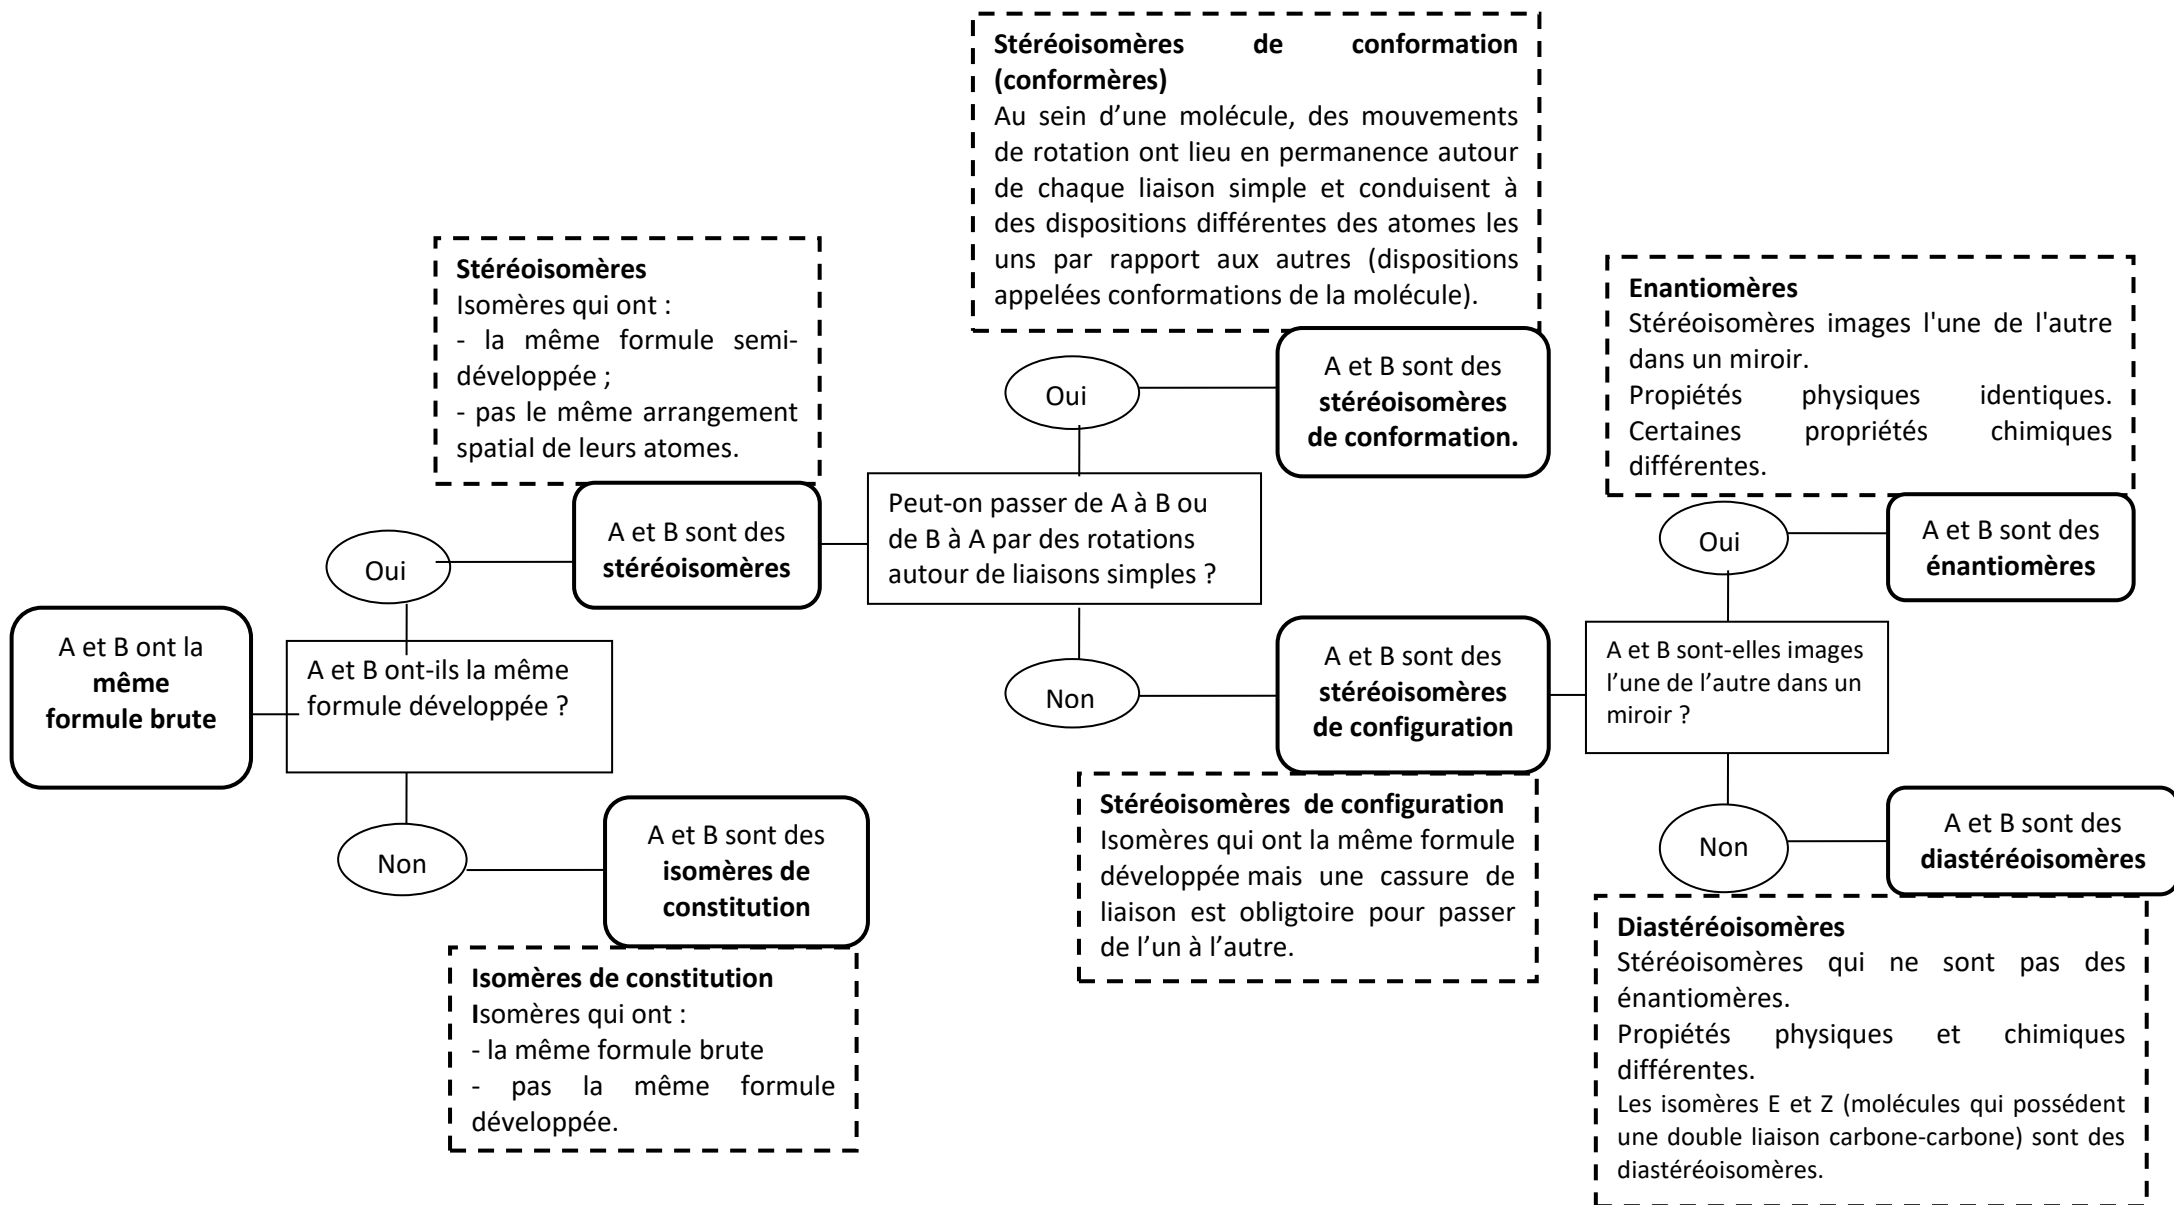 A et B ont la
même
formule brute
A et B ont-ils la même
formule développée ?
Oui
Non
Stéréoisomères
Isomères qui ont :
- la même formule semi-
développée ;
- pas le même arrangement
spatial de leurs atomes.
A et B sont des
stéréoisomères
A et B sont des
isomères de
constitution
Isomères de constitution
Isomères qui ont :
- la même formule brute
- pas la même formule
développée.
Peut-on passer de A à B ou
de B à A par des rotations
autour de liaisons simples ?
Oui
Non
Stéréoisomères de conformation
(conformères)
Au sein d’une molécule, des mouvements
de rotation ont lieu en permanence autour
de chaque liaison simple et conduisent à
des dispositions différentes des atomes les
uns par rapport aux autres (dispositions
appelées conformations de la molécule).
A et B sont des
stéréoisomères
de conformation.
A et B sont des
stéréoisomères
de configuration
Stéréoisomères de configuration
Isomères qui ont la même formule
développée mais une cassure de
liaison est obligtoire pour passer
de l’un à l’autre.
A et B sont-elles images
l’une de l’autre dans un
miroir ?
Oui
Non
Enantiomères
Stéréoisomères images l'une de l'autre
dans un miroir.
Propiétés physiques identiques.
Certaines propriétés chimiques
différentes.
A et B sont des
énantiomères
A et B sont des
diastéréoisomères
Diastéréoisomères
Stéréoisomères qui ne sont pas des
énantiomères.
Propiétés physiques et chimiques
différentes.
Les isomères E et Z (molécules qui possédent
une double liaison carbone-carbone) sont des
diastéréoisomères.